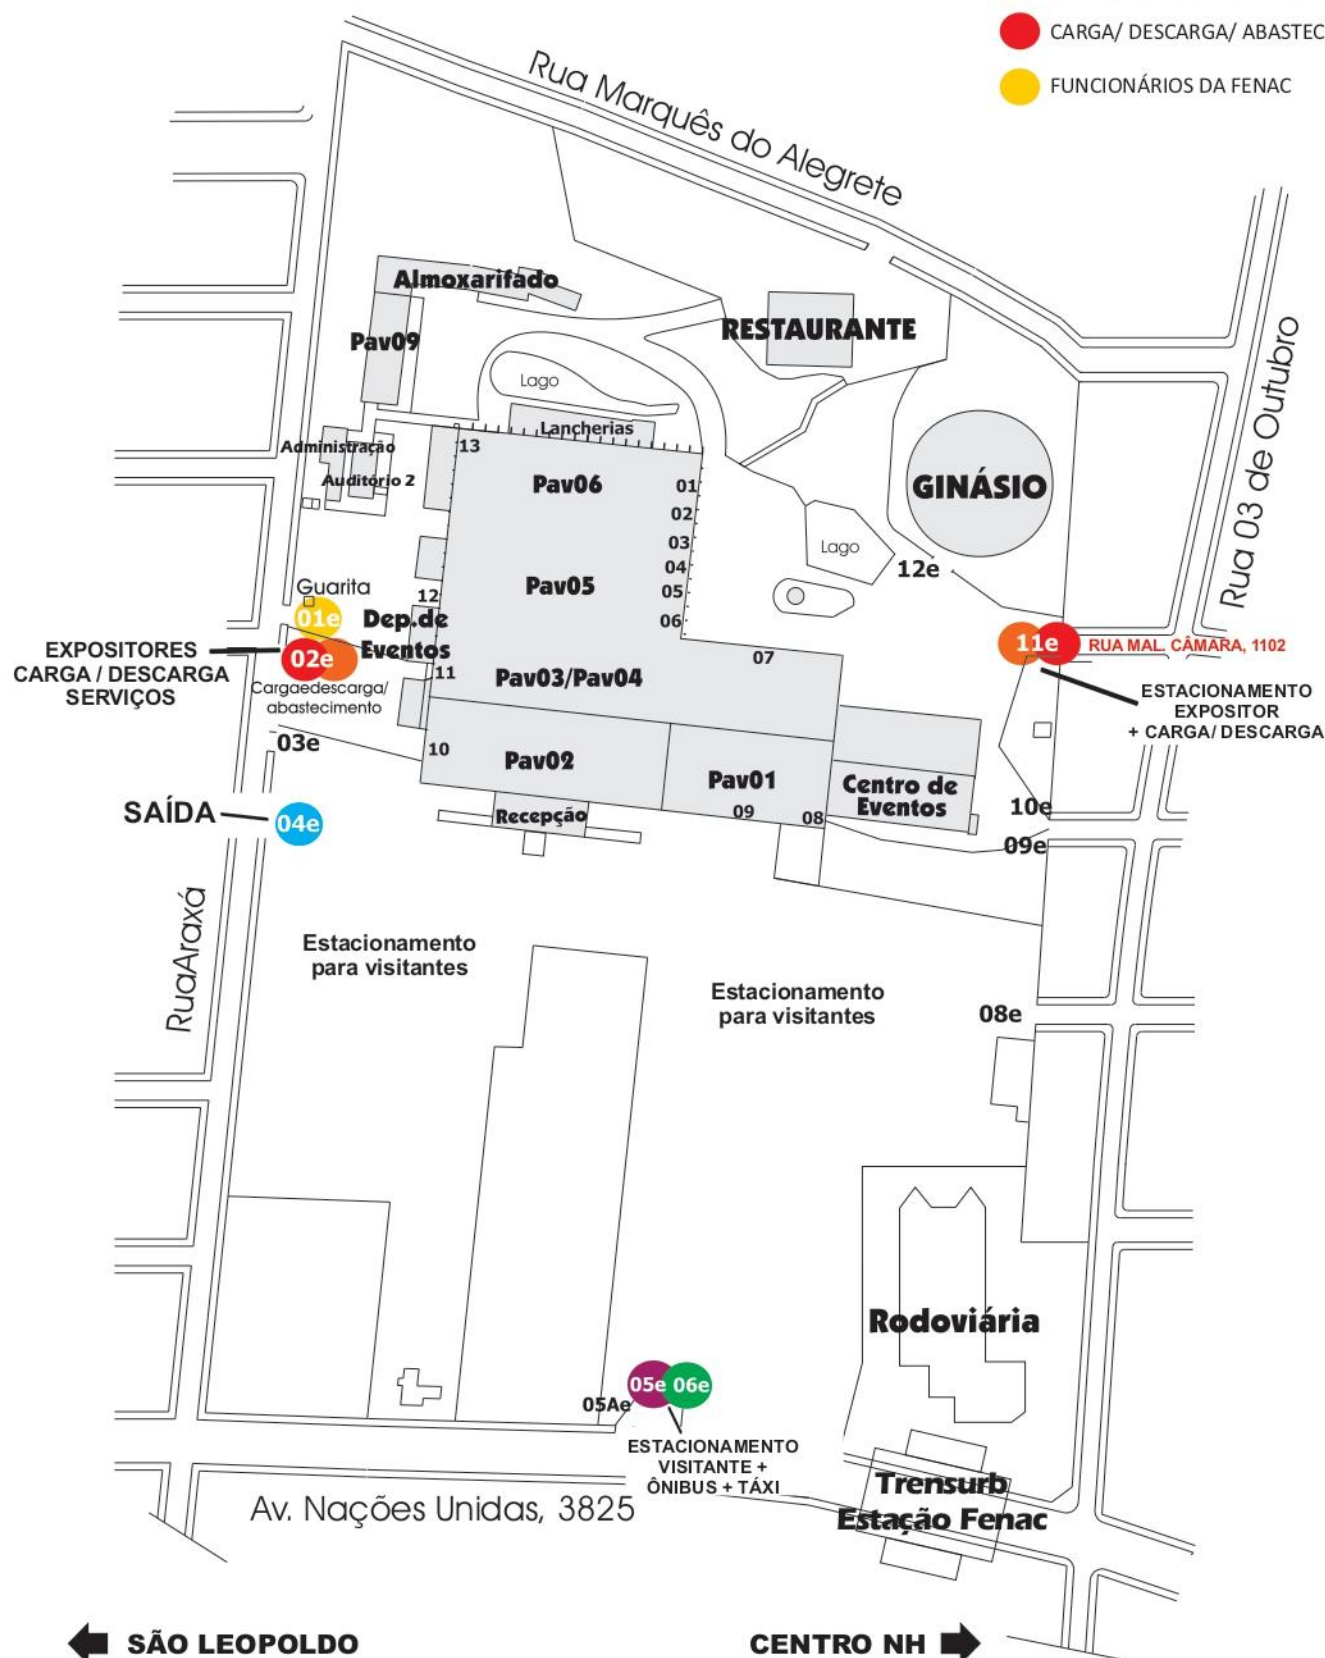 CARGA/ DESCARGA/ ABASTEC
FUNCIONÁRIOS DA FENAC
Rua Marquês do Alegrete
Rua 03 de Outubro
Almoxarifado
RESTAURANTE
Pav09
Lago
Lancherias
Administração
13
Auditório 2
Pav06
01
GINÁSIO
02
03
Lago
04
12e
Pav05
05
Guarita
12
06
01e
Dep.de
Eventos
EXPOSITORES
CARGA / DESCARGA
SERVIÇOS
02e
11e
RUA MAL. CÂMARA, 1102
07
11
Pav03/Pav04
Cargaedescarga/
abastecimento
ESTACIONAMENTO
EXPOSITOR
+ CARGA/ DESCARGA
03e
10
Pav02
Pav01
Centro de
Eventos
10e
SAÍDA
04e
Recepção
09
08
09e
RuaAraxá
Estacionamento
para visitantes
Estacionamento
para visitantes
08e
Rodoviária
05e
06e
05Ae
ESTACIONAMENTO
VISITANTE +
ÔNIBUS + TÁXI
Trensurb
Estação Fenac
Av. Nações Unidas, 3825
SÃO LEOPOLDO
CENTRO NH